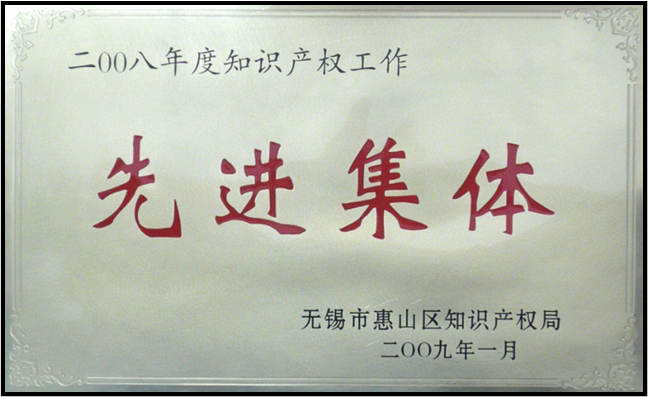 二OO八年度知识产权工作
先进集体
无锡市惠山区知识产权局
二OO九年一月